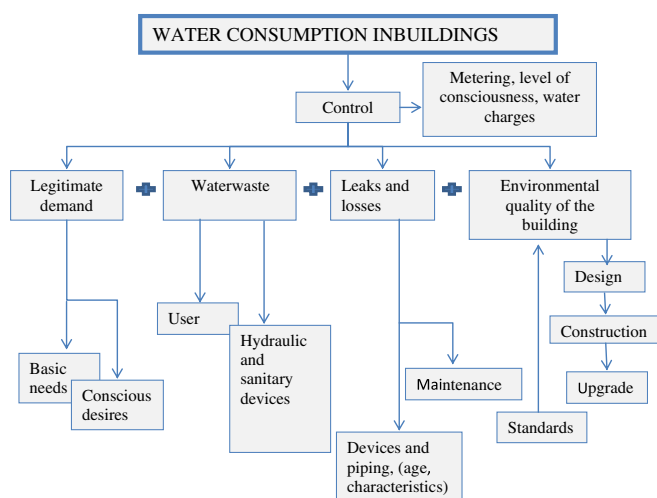 WATER CONSUMPTION INBUILDINGS
Control
Metering, level of
consciousness, water
charges
Legitimate
demand
Waterwaste
Leaks and
losses
Environmental
quality of the
building
Design
User
Hydraulic
and
sanitary
devices
Construction
Basic
needs
Conscious
desires
Maintenance
Upgrade
Standards
Devices and
piping, (age,
characteristics)